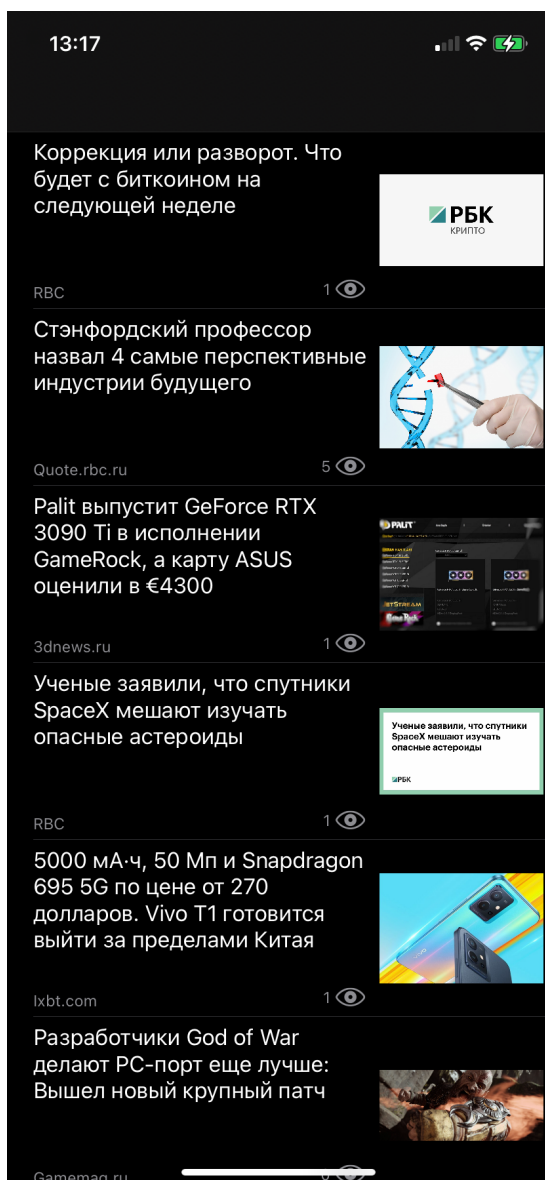 13:17
Коррекция или разворот. Что
будет с биткоином на
следующей неделе
РБК
КРИПТО
RBC
1
Стэнфордский профессор
назвал 4 самые перспективные
индустрии будущего
Quote.rbc.ru
5
Palit выпустит GeForce RTX
3090 Ti в исполнении
GameRock, а карту ASUS
оценили в €4300
PALIT
JETSTREAM
GameRock
3dnews.ru
1
Ученые заявили, что спутники
SpaceX мешают изучать
опасные астероиды
Ученые заявили, что спутники
SpaceX мешают изучать
опасные астероиды
РБК
RBC
1
5000 мА·ч, 50 Мп и Snapdragon
695 5G по цене от 270
долларов. Vivo T1 готовится
выйти за пределами Китая
Ixbt.com
1
Разработчики God of War
делают PC-порт еще лучше:
Вышел новый крупный патч
Gamemag.ru